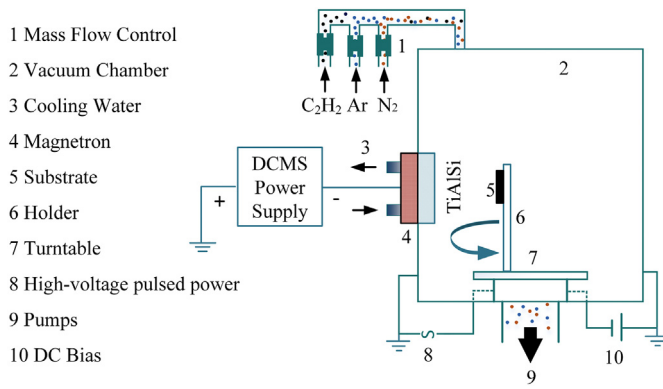 1 Mass Flow Control
2 Vacuum Chamber
3 Cooling Water
4 Magnetron
5 Substrate
6 Holder
7 Turntable
8 High-voltage pulsed power
9 Pumps
10 DC Bias
1
2
C₂H₂ Ar N₂
3
DCMS
Power
Supply
+
-
4
TiAlSi
5
6
7
S
8
9
10